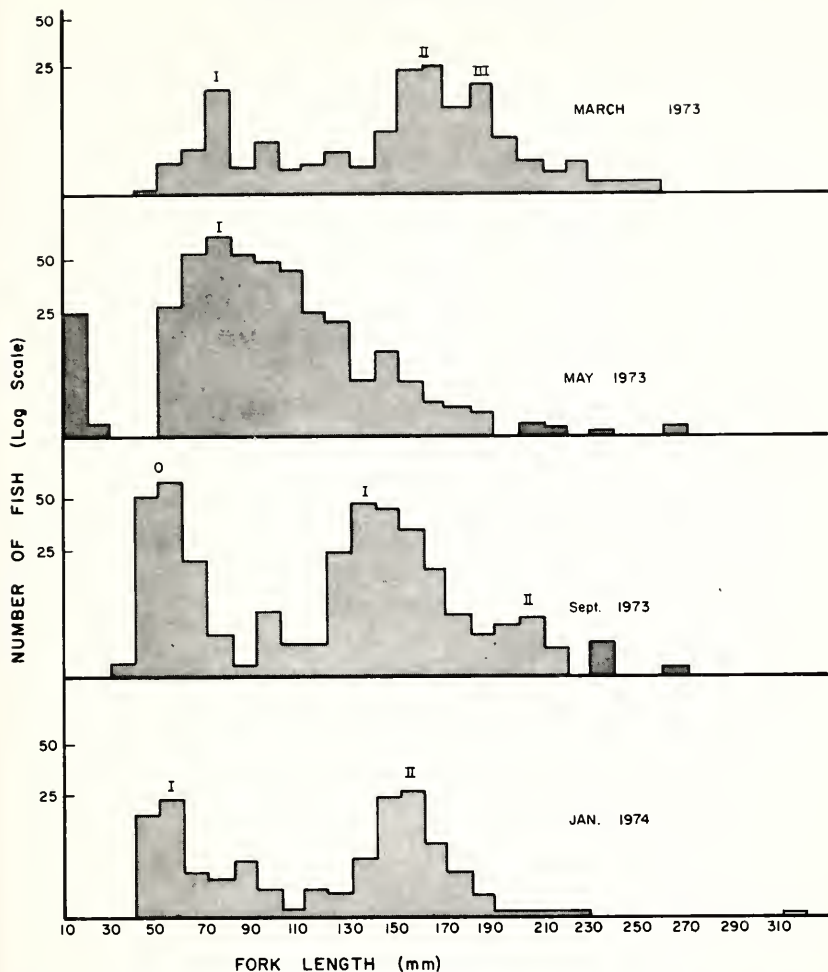 50
25
I
II
III
MARCH 1973
50
25
I
MAY 1973
NUMBER OF FISH (Log Scale)
50
25
O
I
II
Sept. 1973
50
25
I
II
JAN. 1974
10 30 50 70 90 110 130 150 170 190 210 230 250 270 290 310
FORK LENGTH (mm)